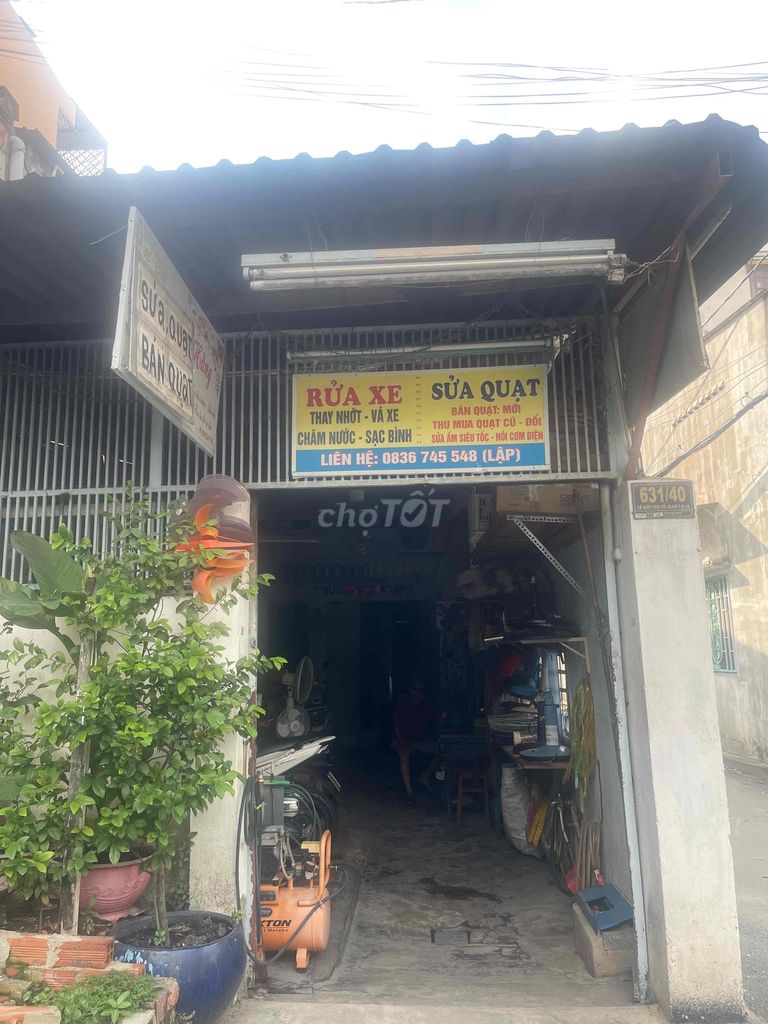 SỬA QUẠT
BÁN QUẠT
RỬA XE
THAY NHỚT - VÁ XE
CHÂM NƯỚC - SẠC BÌNH
SỬA QUẠT
BÁN QUẠT: MỚI
THU MUA QUẠT CŨ - ĐỔI
SỬA ẤM SIÊU TỐC - NỒI CƠM ĐIỆN
LIÊN HỆ: 0836 745 548 (LẬP)
631/40
choTỐT